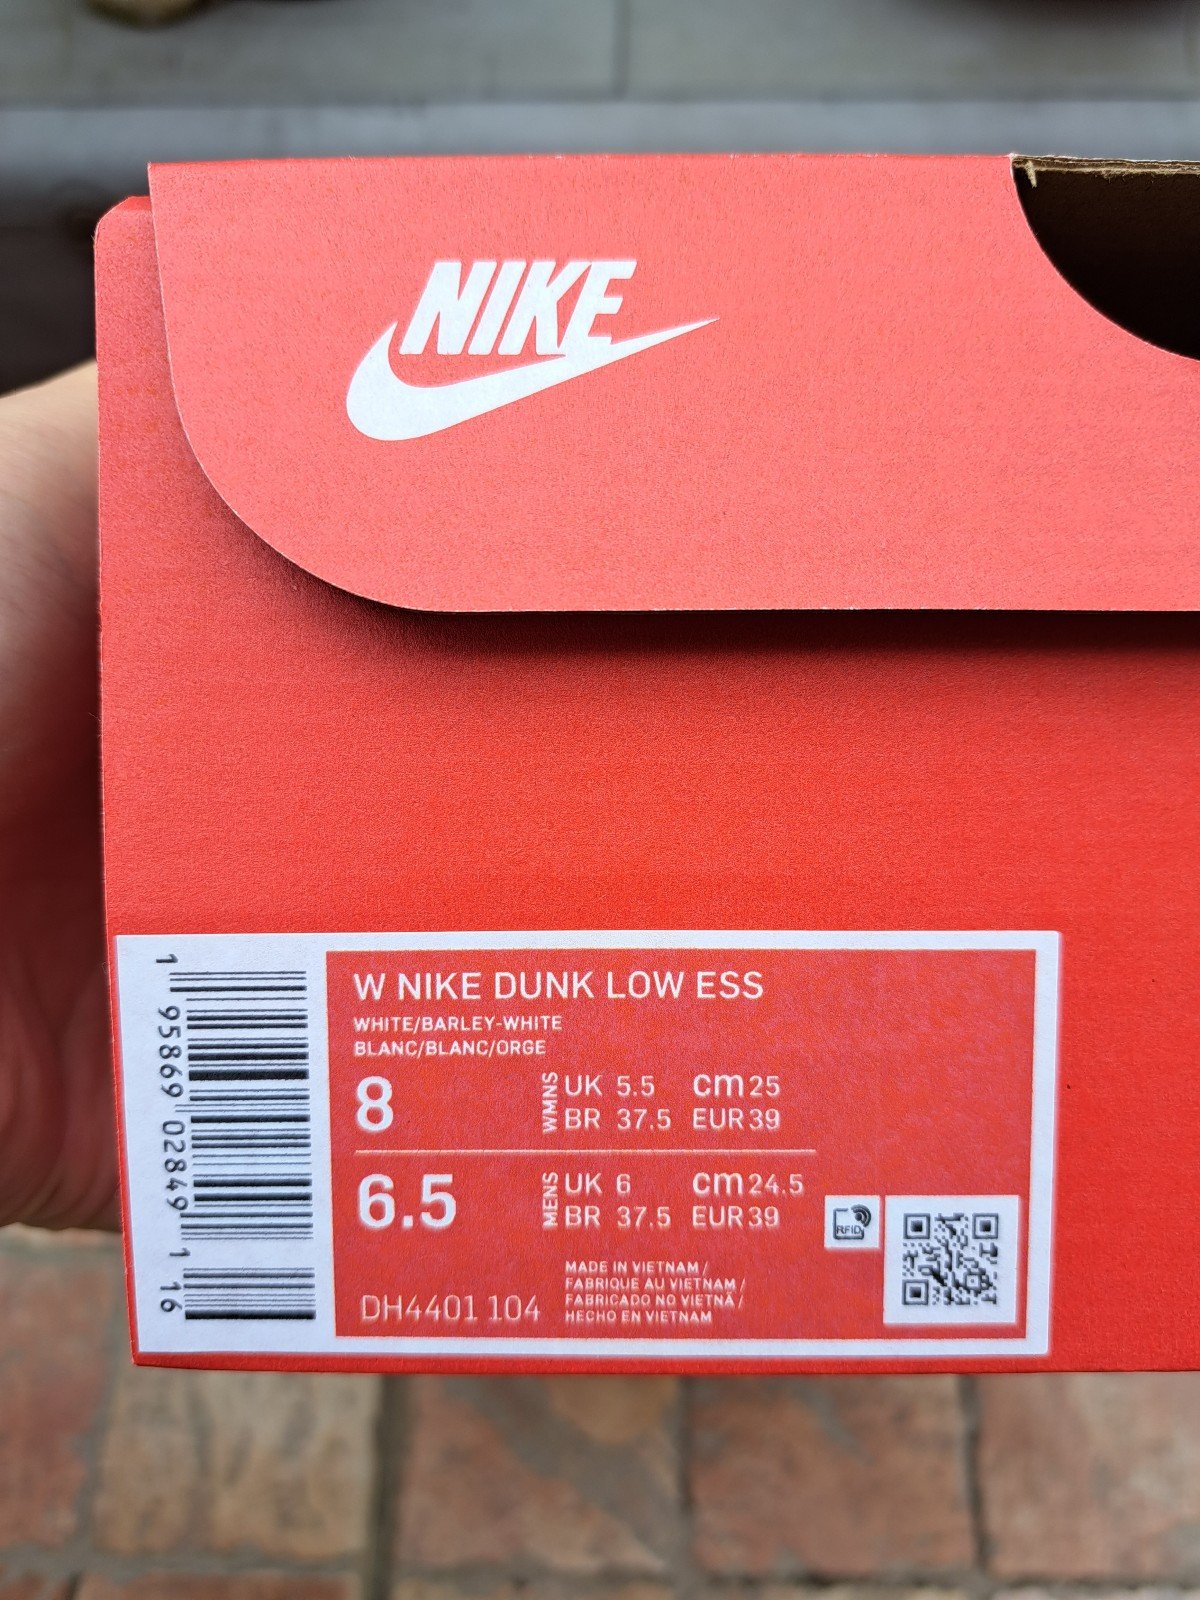 NIKE
W NIKE DUNK LOW ESS
WHITE/BARLEY-WHITE
BLANC/BLANC/ORGE
8
WMNS
UK 5.5 cm 25
BR 37.5 EUR 39
6.5
MENS
UK 6 cm 24.5
BR 37.5 EUR 39
MADE IN VIETNAM /
FABRIQUE AU VIETNAM /
FABRICADO NO VIETNÃ /
HECHO EN VIETNAM
DH4401 104
RFID
1 95869 02849 1 16